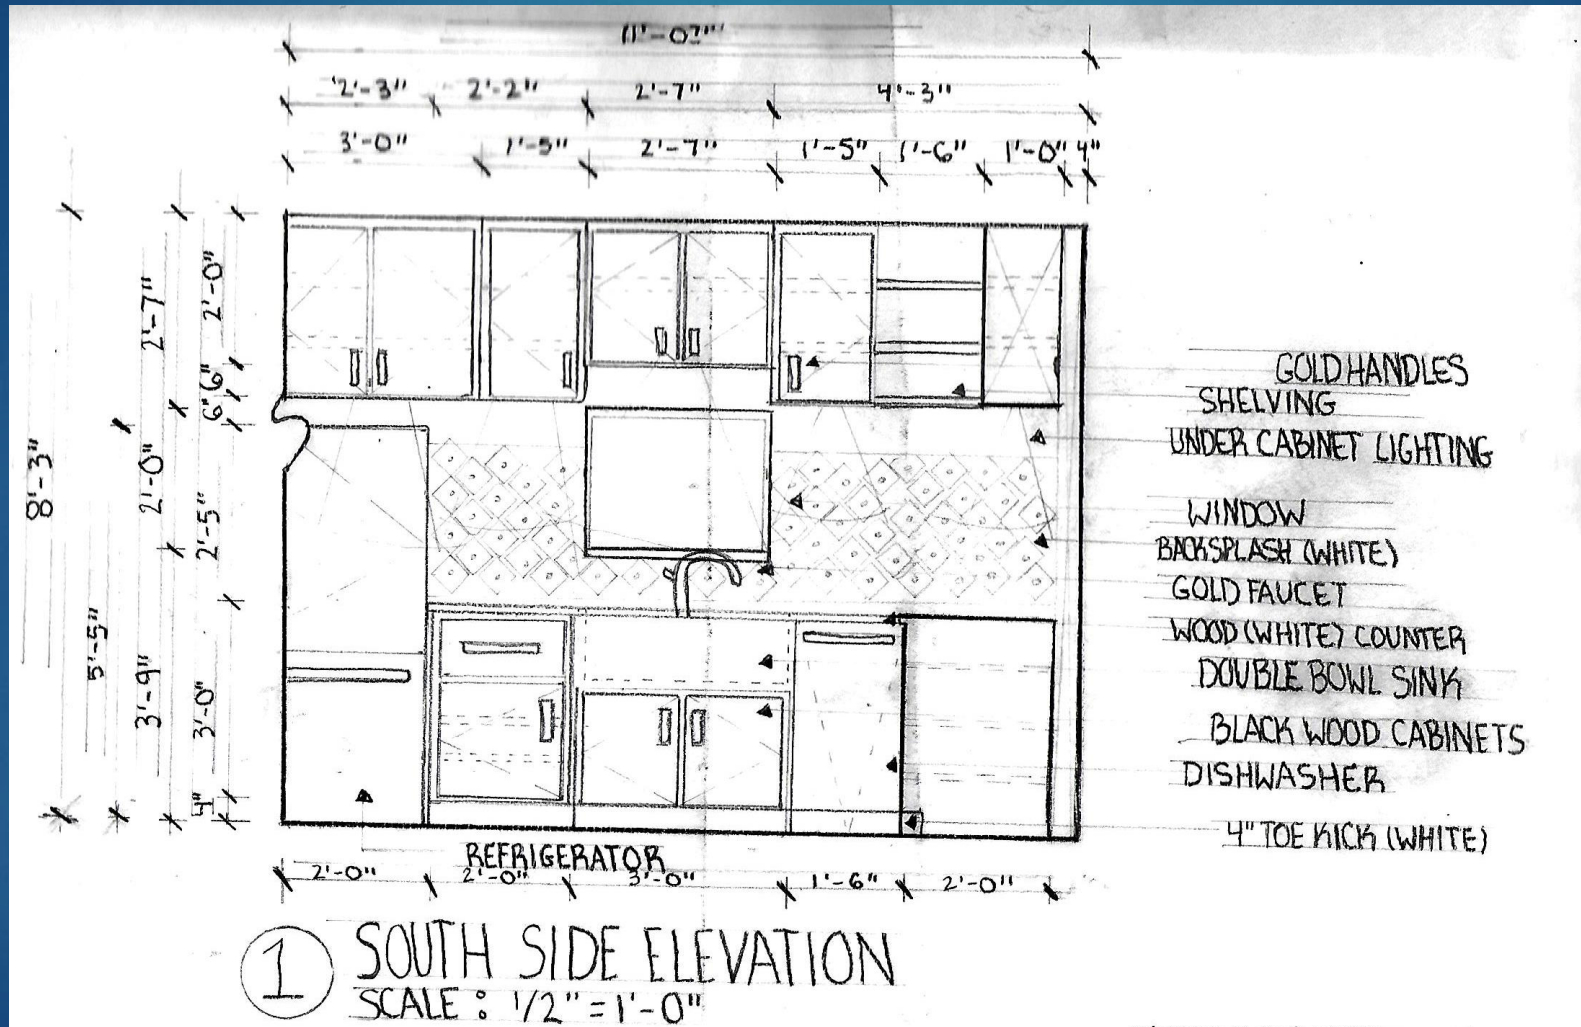 11'-0?"
2'-3" 2'-2" 2'-7" 4'-3"
3'-0" 1'-5" 2'-7" 1'-5" 1'-6" 1'-0" 4"
8'-3"
5'-5"
2'-7"
2'-0"
3'-9"
2'-0"
6"
6"
2'-5"
3'-0"
4"
GOLD HANDLES
SHELVING
UNDER CABINET LIGHTING
WINDOW
BACKSPLASH (WHITE)
GOLD FAUCET
WOOD (WHITE) COUNTER
DOUBLE BOWL SINK
BLACK WOOD CABINETS
DISHWASHER
4" TOE KICK (WHITE)
REFRIGERATOR
2'-0" 2'-0" 3'-0" 1'-6" 2'-0"
1 SOUTH SIDE ELEVATION
SCALE : 1/2" = 1'-0"